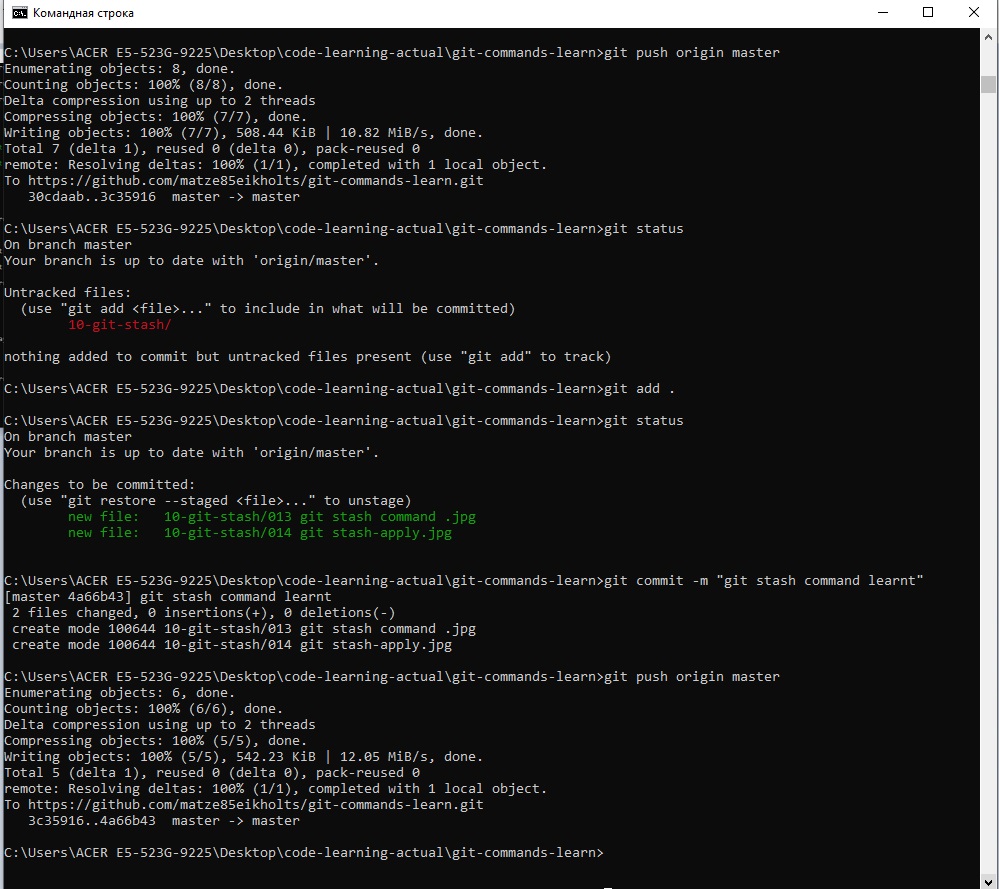 Командная строка
C:\Users\ACER E5-523G-9225\Desktop\code-learning-actual\git-commands-learn>git push origin master
Enumerating objects: 8, done.
Counting objects: 100% (8/8), done.
Delta compression using up to 2 threads
Compressing objects: 100% (7/7), done.
Writing objects: 100% (7/7), 508.44 KiB | 10.82 MiB/s, done.
Total 7 (delta 1), reused 0 (delta 0), pack-reused 0
remote: Resolving deltas: 100% (1/1), completed with 1 local object.
To https://github.com/matze85eikholts/git-commands-learn.git
   30cdaab..3c35916  master -> master
C:\Users\ACER E5-523G-9225\Desktop\code-learning-actual\git-commands-learn>git status
On branch master
Your branch is up to date with 'origin/master'.
Untracked files:
  (use "git add <file>..." to include in what will be committed)
        10-git-stash/
nothing added to commit but untracked files present (use "git add" to track)
C:\Users\ACER E5-523G-9225\Desktop\code-learning-actual\git-commands-learn>git add .
C:\Users\ACER E5-523G-9225\Desktop\code-learning-actual\git-commands-learn>git status
On branch master
Your branch is up to date with 'origin/master'.
Changes to be committed:
  (use "git restore --staged <file>..." to unstage)
        new file:   10-git-stash/013 git stash command .jpg
        new file:   10-git-stash/014 git stash-apply.jpg
C:\Users\ACER E5-523G-9225\Desktop\code-learning-actual\git-commands-learn>git commit -m "git stash command learnt"
[master 4a66b43] git stash command learnt
 2 files changed, 0 insertions(+), 0 deletions(-)
 create mode 100644 10-git-stash/013 git stash command .jpg
 create mode 100644 10-git-stash/014 git stash-apply.jpg
C:\Users\ACER E5-523G-9225\Desktop\code-learning-actual\git-commands-learn>git push origin master
Enumerating objects: 6, done.
Counting objects: 100% (6/6), done.
Delta compression using up to 2 threads
Compressing objects: 100% (5/5), done.
Writing objects: 100% (5/5), 542.23 KiB | 12.05 MiB/s, done.
Total 5 (delta 1), reused 0 (delta 0), pack-reused 0
remote: Resolving deltas: 100% (1/1), completed with 1 local object.
To https://github.com/matze85eikholts/git-commands-learn.git
   3c35916..4a66b43  master -> master
C:\Users\ACER E5-523G-9225\Desktop\code-learning-actual\git-commands-learn>